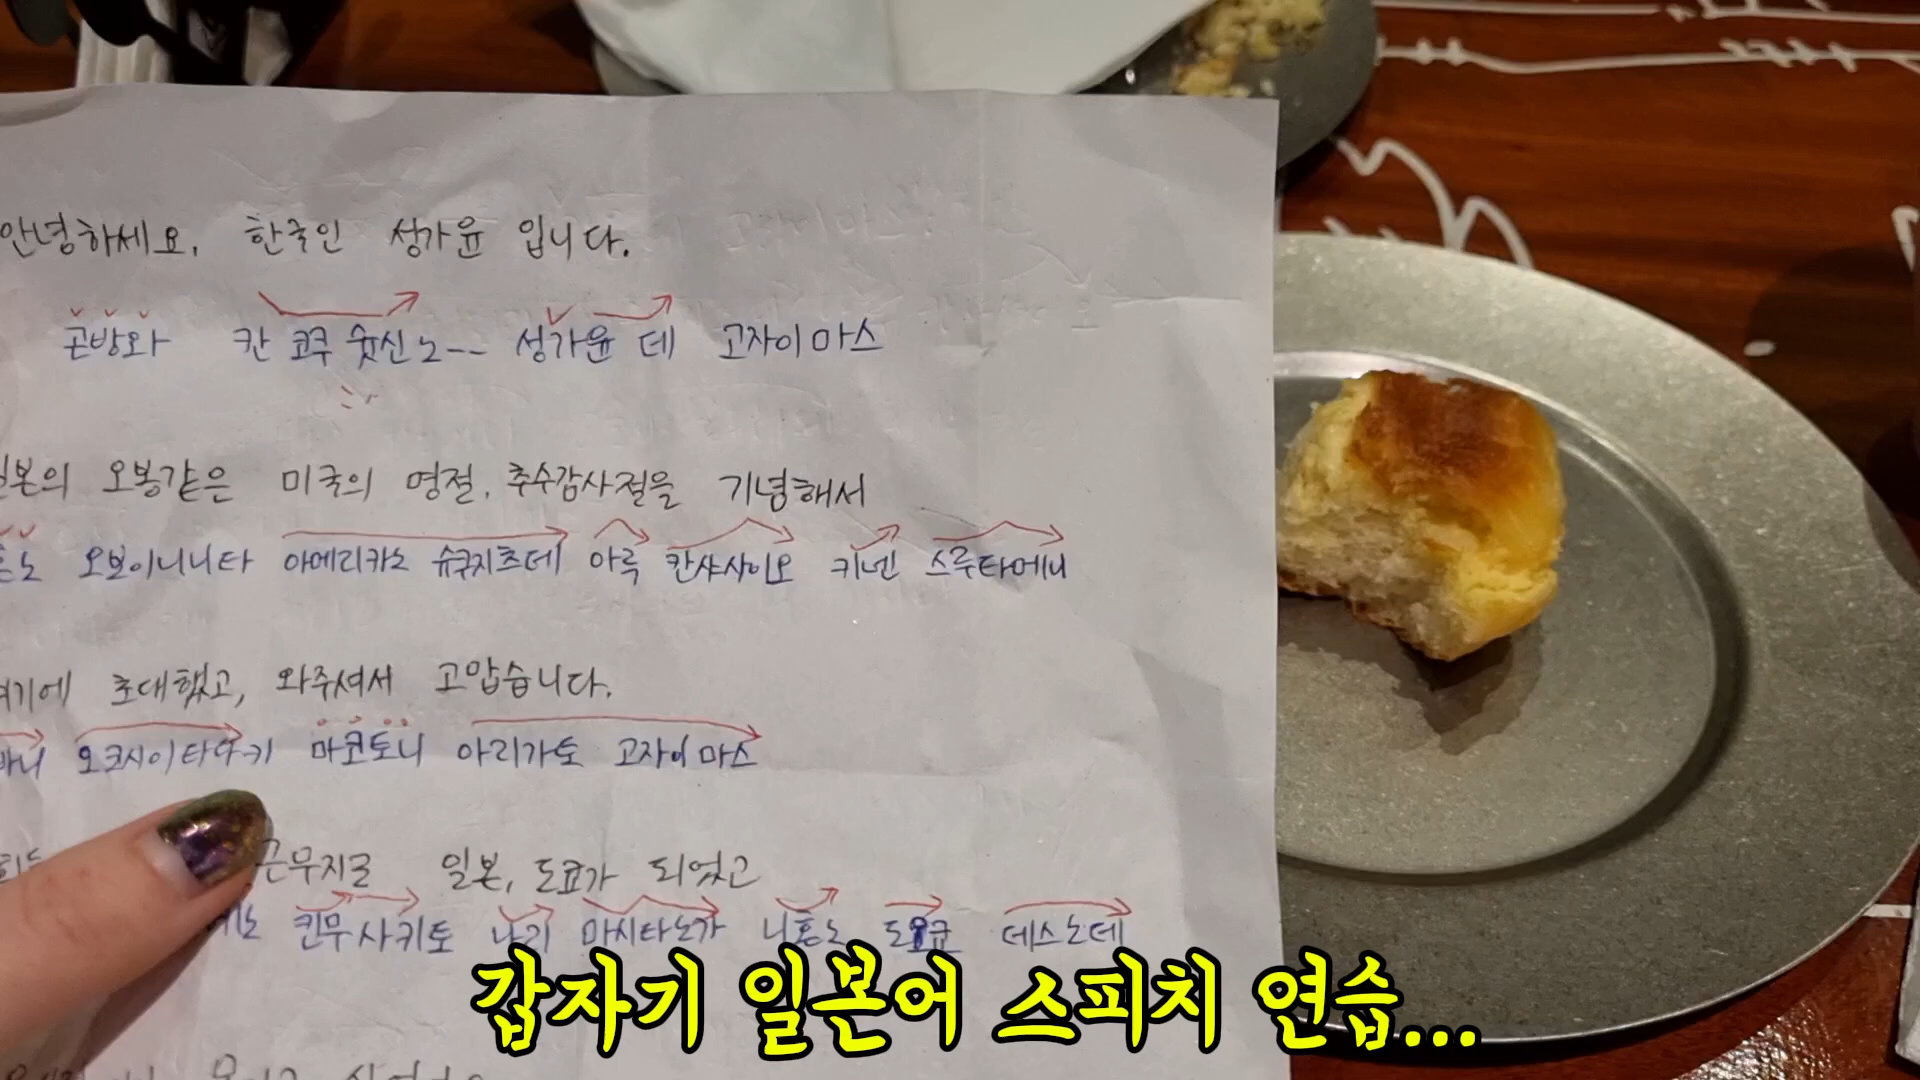 안녕하세요, 한국인 성가윤 입니다.
곤방와 칸코쿠 슛신노-- 성가윤 데 고자이마스
오봉같은 미국의 명절, 추수감사절을 기념해서
오보이니니타 아메리카노 슈쿠지츠데 아루 칸샤사이오 키넨 스루타메니
초대했고, 와주셔서 고맙습니다.
오코시이타다키 마코토니 아리가토 고자이마스
근무지로 일본, 도쿄가 되었고
킨무사키토 나리 마시타노가 니혼노 도요쿄 데스노데
갑자기 일본어 스피치 연습...